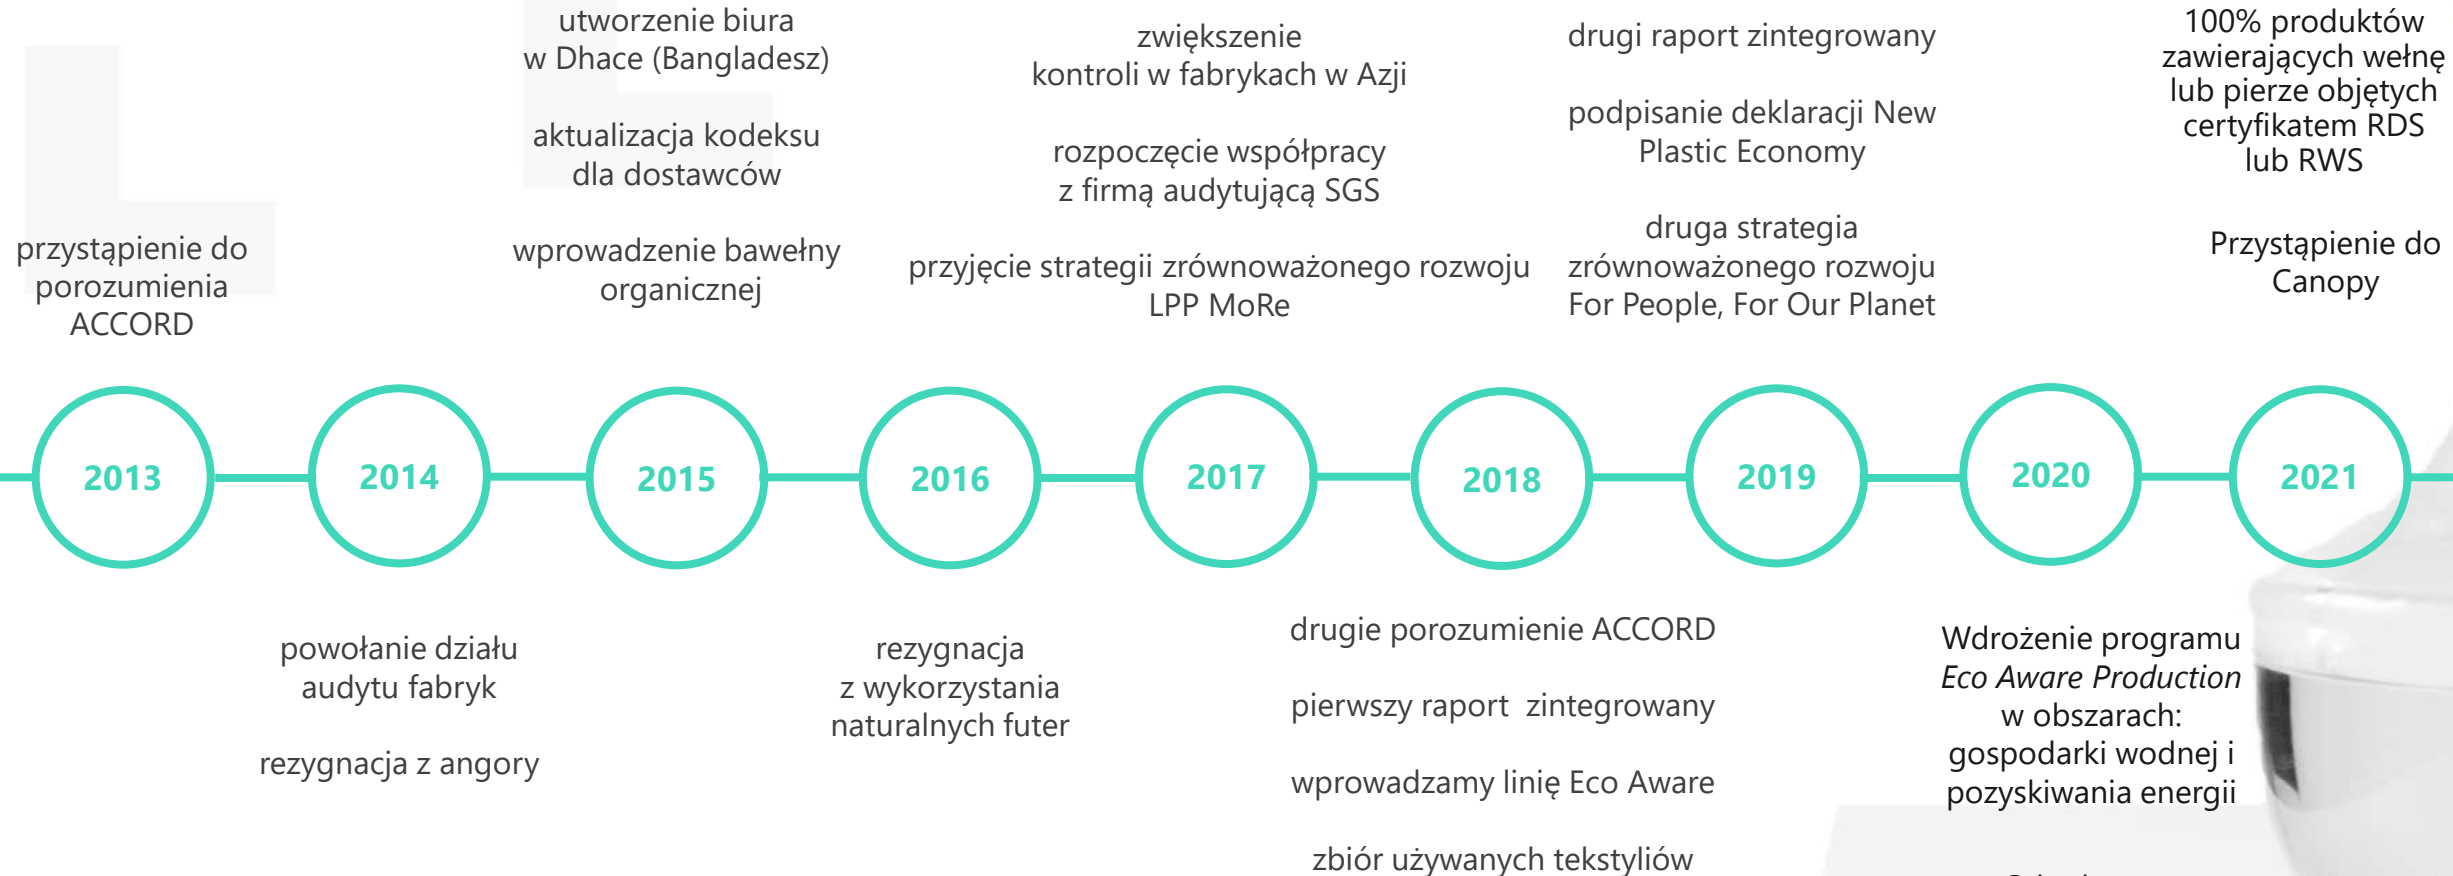 utworzenie biura
w Dhace (Bangladesz)
aktualizacja kodeksu
dla dostawców
wprowadzenie bawełny
organicznej
zwiększenie
kontroli w fabrykach w Azji
rozpoczęcie współpracy
z firmą audytującą SGS
przyjęcie strategii zrównoważonego rozwoju
LPP MoRe
drugi raport zintegrowany
podpisanie deklaracji New
Plastic Economy
druga strategia
zrównoważonego rozwoju
For People, For Our Planet
100% produktów
zawierających wełnę
lub pierze objętych
certyfikatem RDS
lub RWS
Przystąpienie do
Canopy
przystąpienie do
porozumienia
ACCORD
2013
2014
2015
2016
2017
2018
2019
2020
2021
powołanie działu
audytu fabryk
rezygnacja z angory
rezygnacja
z wykorzystania
naturalnych futer
drugie porozumienie ACCORD
pierwszy raport  zintegrowany
wprowadzamy linię Eco Aware
zbiór używanych tekstyliów
Wdrożenie programu
Eco Aware Production
w obszarach:
gospodarki wodnej i
pozyskiwania energii